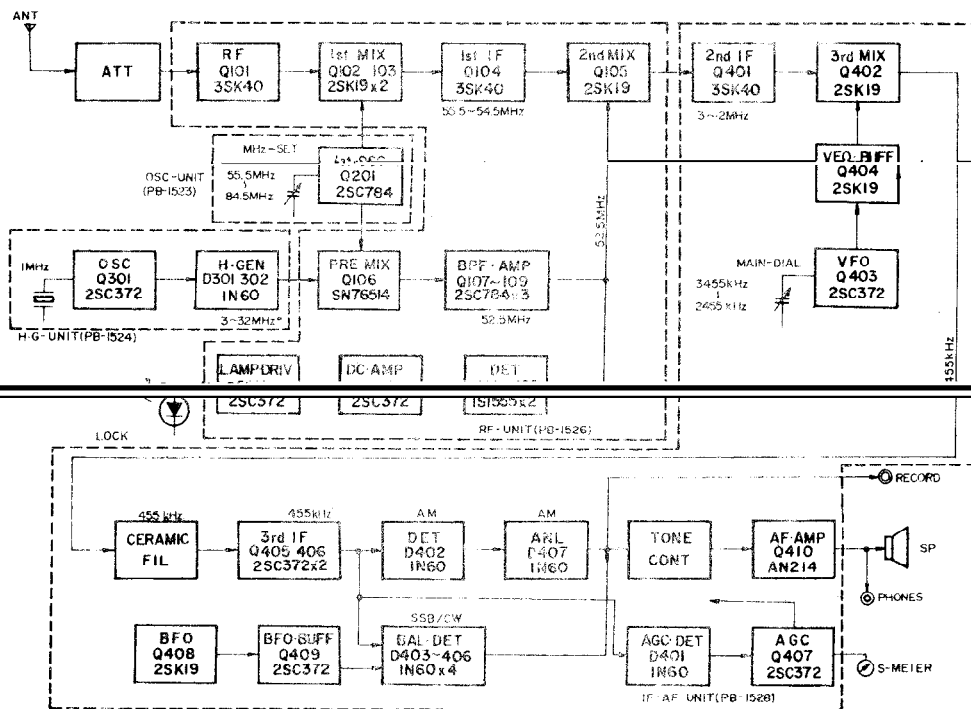 ANT
ATT
RF
Q101
3SK40
1st MIX
Q102 103
2SK19x2
1st IF
Q104
3SK40
55.5~54.5MHz
2nd MIX
Q105
2SK19
2nd IF
Q401
3SK40
3~2MHz
3rd MIX
Q402
2SK19
MHz-SET
OSC-UNIT
(PB-1523)
55.5MHz
84.5MHz
Q201
2SC784
Q404
2SK19
52.5MHz
1MHz
OSC
Q301
2SC372
H-GEN
D301 302
1N60
3~32MHz
PRE MIX
Q106
SN76514
BPF·AMP
Q107~109
2SC784x3
52.5MHz
MAIN-DIAL
3455kHz
2455kHz
VFO
Q403
2SC372
H·G-UNIT(PB-1524)
455kHz
LAMP DRIV
2SC372
DC·AMP
2SC372
DET
1S1555x2
LOCK
RF-UNIT(PB-1526)
RECORD
455kHz
CERAMIC
FIL
455kHz
3rd IF
Q405 406
2SC372x2
AM
DET
D402
1N60
AM
ANL
D407
1N60
TONE
CONT
AF·AMP
Q410
AN214
SP
PHONES
BFO
Q408
2SK19
BFO·BUFF
Q409
2SC372
SSB/CW
BAL·DET
D403~406
1N60x4
AGC·DET
D401
1N60
AGC
Q407
2SC372
S-METER
IF-AF UNIT(PB-1528)